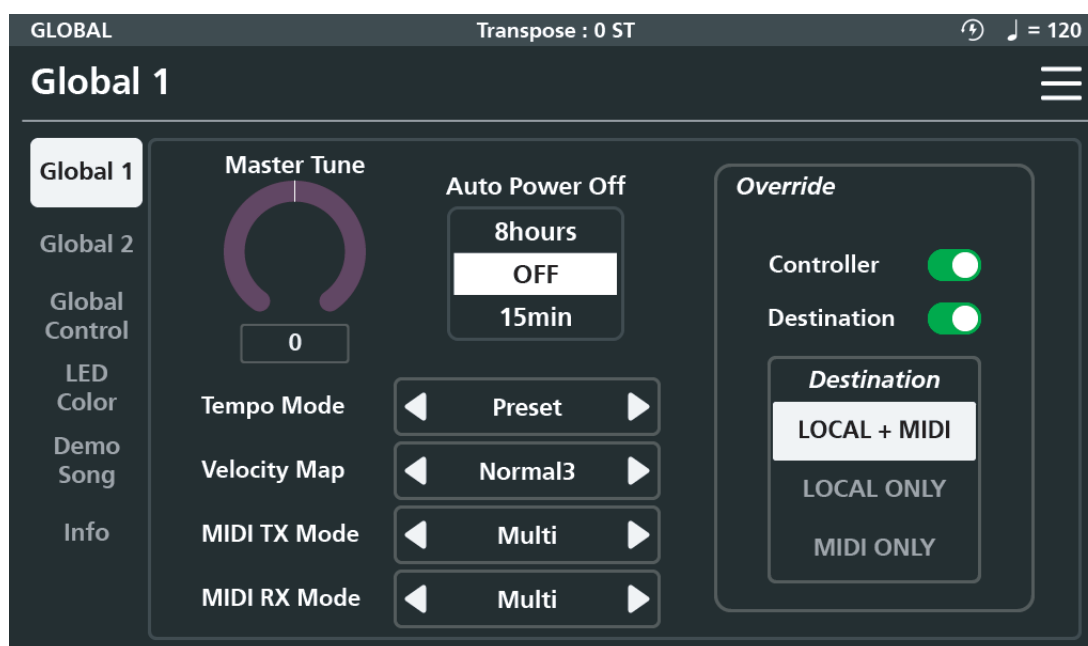 GLOBAL Transpose : 0 ST ♩ = 120
Global 1
Global 1
Global 2
Global
Control
LED
Color
Demo
Song
Info
Master Tune
0
Auto Power Off
8hours
OFF
15min
Tempo Mode Preset
Velocity Map Normal3
MIDI TX Mode Multi
MIDI RX Mode Multi
Override
Controller
Destination
Destination
LOCAL + MIDI
LOCAL ONLY
MIDI ONLY